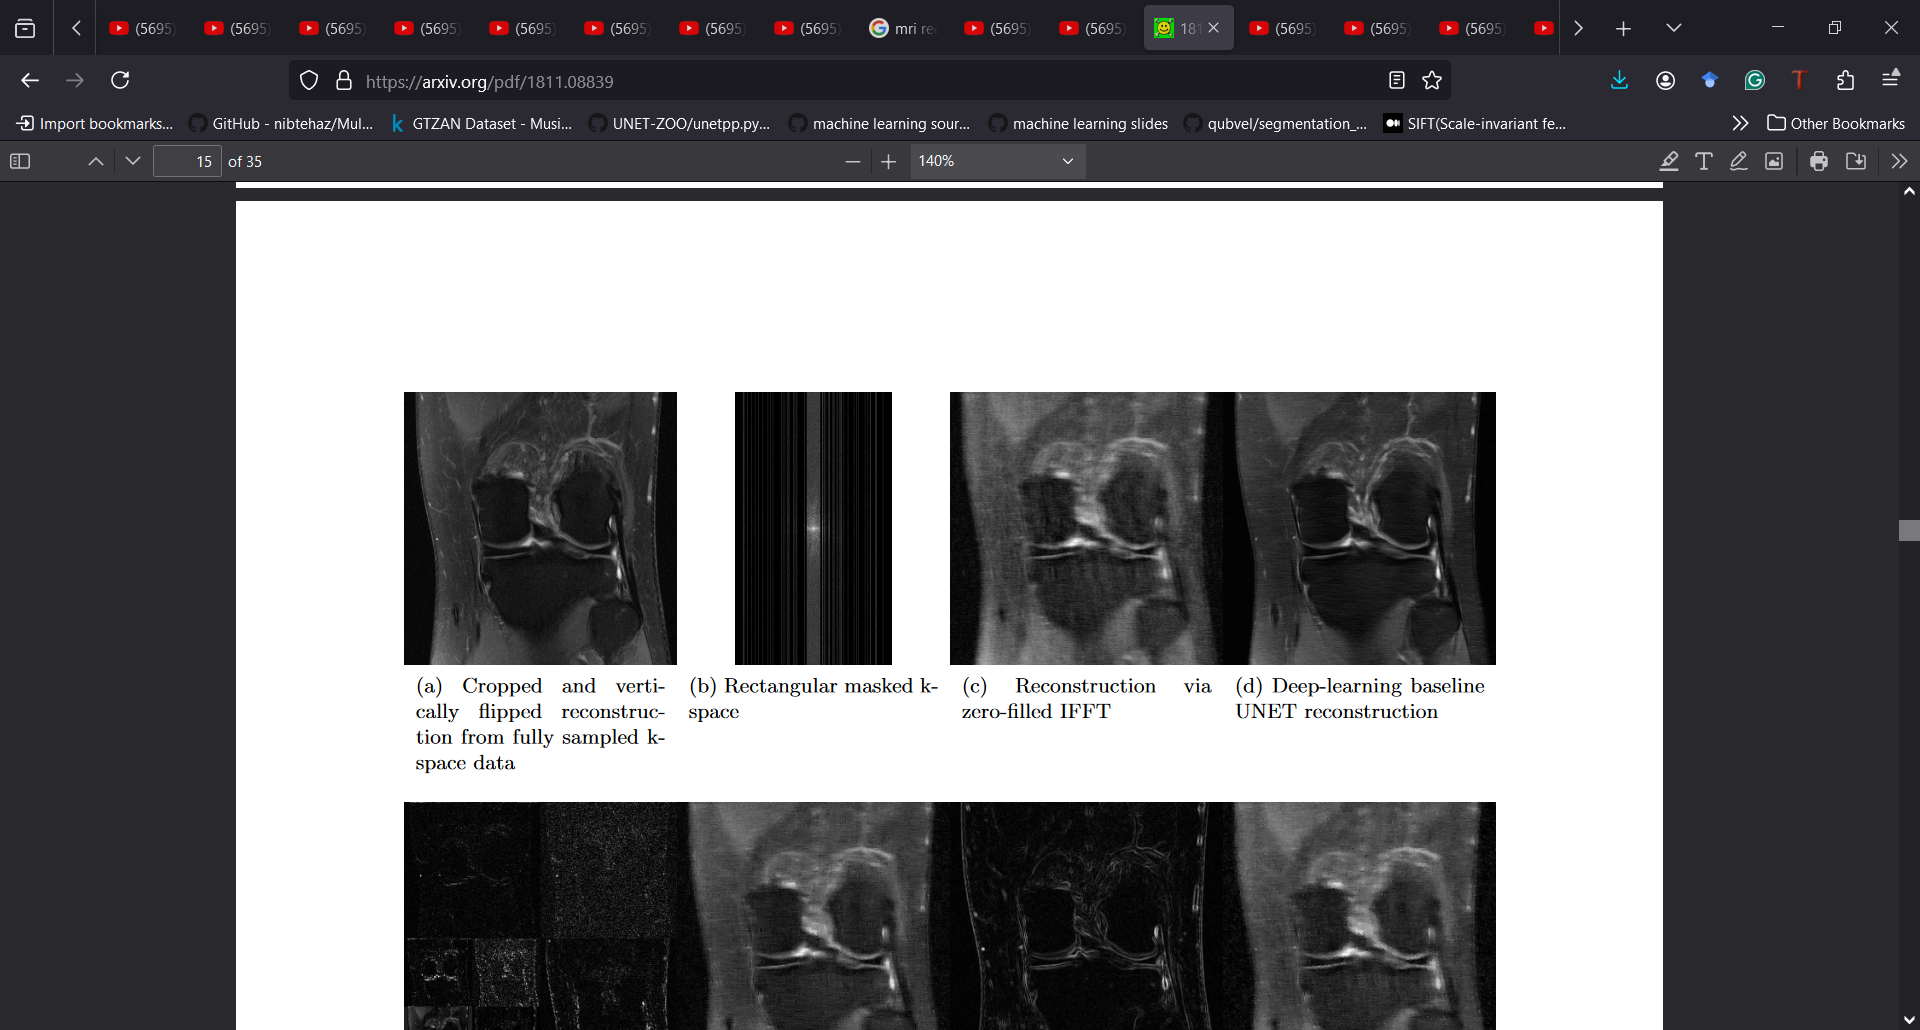 (5695)
(5695)
(5695)
(5695)
(5695)
(5695)
(5695)
(5695)
mri re
(5695)
(5695)
181
(5695)
(5695)
(5695)
https://arxiv.org/pdf/1811.08839
Import bookmarks...
GitHub - nibtehaz/Mul...
GTZAN Dataset - Musi...
UNET-ZOO/unetpp.py...
machine learning sour...
machine learning slides
qubvel/segmentation_...
SIFT(Scale-invariant fe...
Other Bookmarks
15 of 35
140%
(a) Cropped and verti-
cally flipped reconstruc-
tion from fully sampled k-
space data
(b) Rectangular masked k-
space
(c) Reconstruction via
zero-filled IFFT
(d) Deep-learning baseline
UNET reconstruction